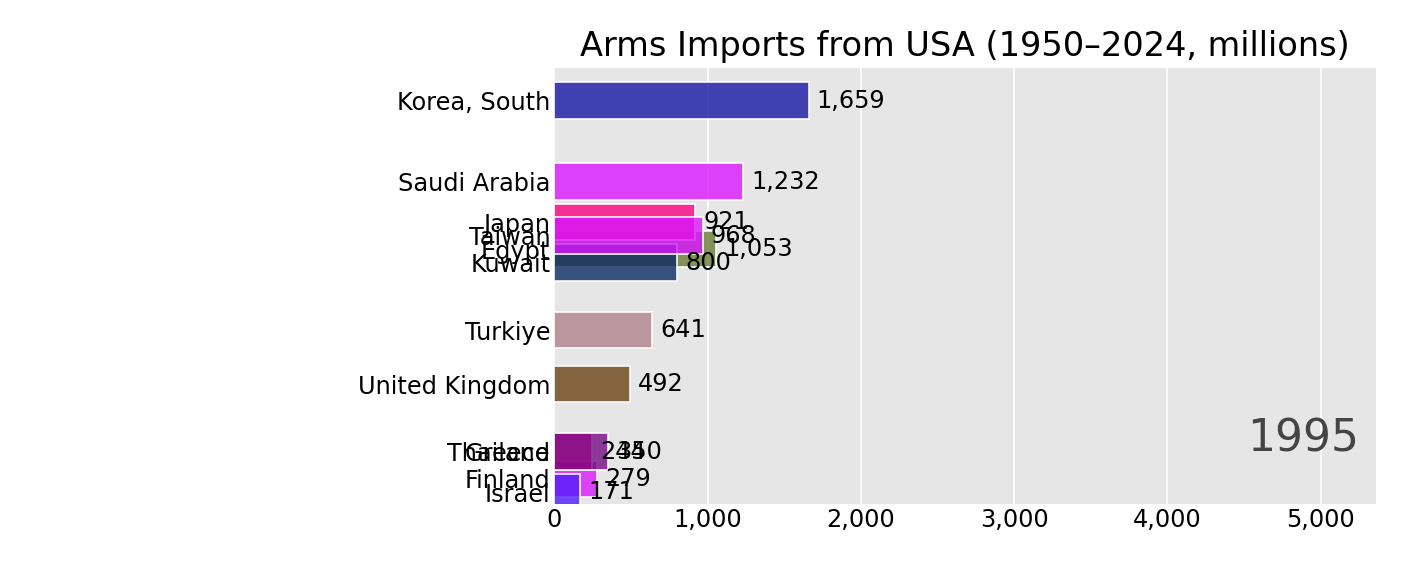 Arms Imports from USA (1950–2024, millions)
Korea, South 1,659
Saudi Arabia 1,232
Japan 921
Taiwan 968
Egypt 1,053
Kuwait 800
Turkiye 641
United Kingdom 492
1995
Thailand Greece 350
Finland 279
Israel 171
0 1,000 2,000 3,000 4,000 5,000